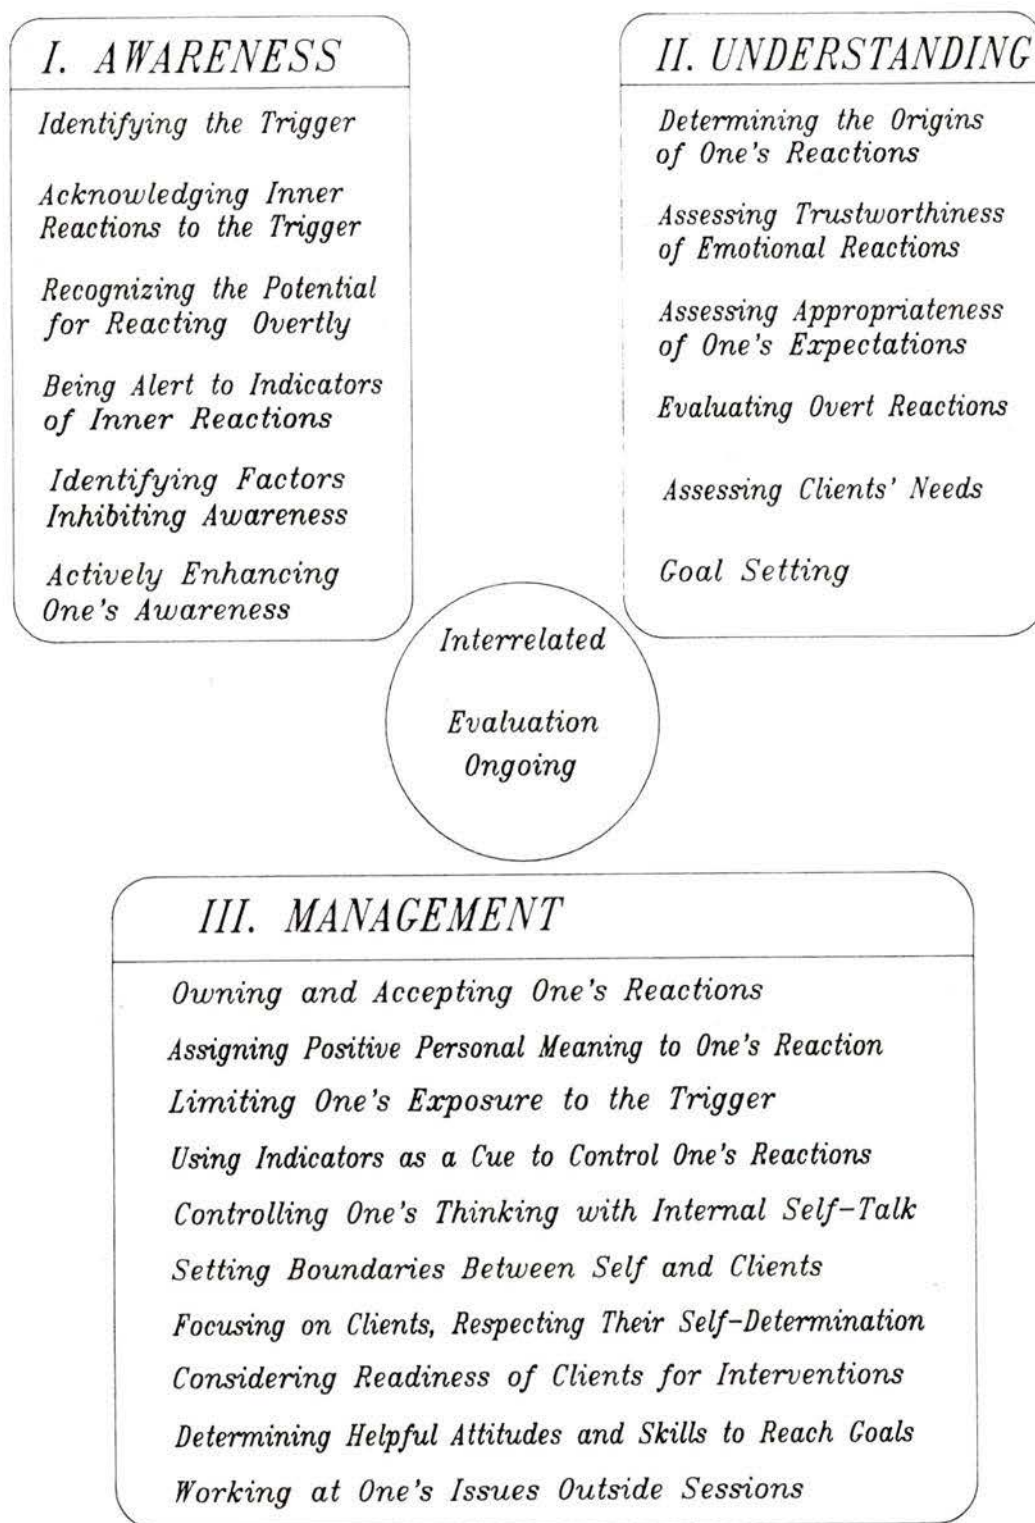 I. AWARENESS
Identifying the Trigger
Acknowledging Inner
Reactions to the Trigger
Recognizing the Potential
for Reacting Overtly
Being Alert to Indicators
of Inner Reactions
Identifying Factors
Inhibiting Awareness
Actively Enhancing
One's Awareness
II. UNDERSTANDING
Determining the Origins
of One's Reactions
Assessing Trustworthiness
of Emotional Reactions
Assessing Appropriateness
of One's Expectations
Evaluating Overt Reactions
Assessing Clients' Needs
Goal Setting
Interrelated
Evaluation
Ongoing
III. MANAGEMENT
Owning and Accepting One's Reactions
Assigning Positive Personal Meaning to One's Reaction
Limiting One's Exposure to the Trigger
Using Indicators as a Cue to Control One's Reactions
Controlling One's Thinking with Internal Self-Talk
Setting Boundaries Between Self and Clients
Focusing on Clients, Respecting Their Self-Determination
Considering Readiness of Clients for Interventions
Determining Helpful Attitudes and Skills to Reach Goals
Working at One's Issues Outside Sessions